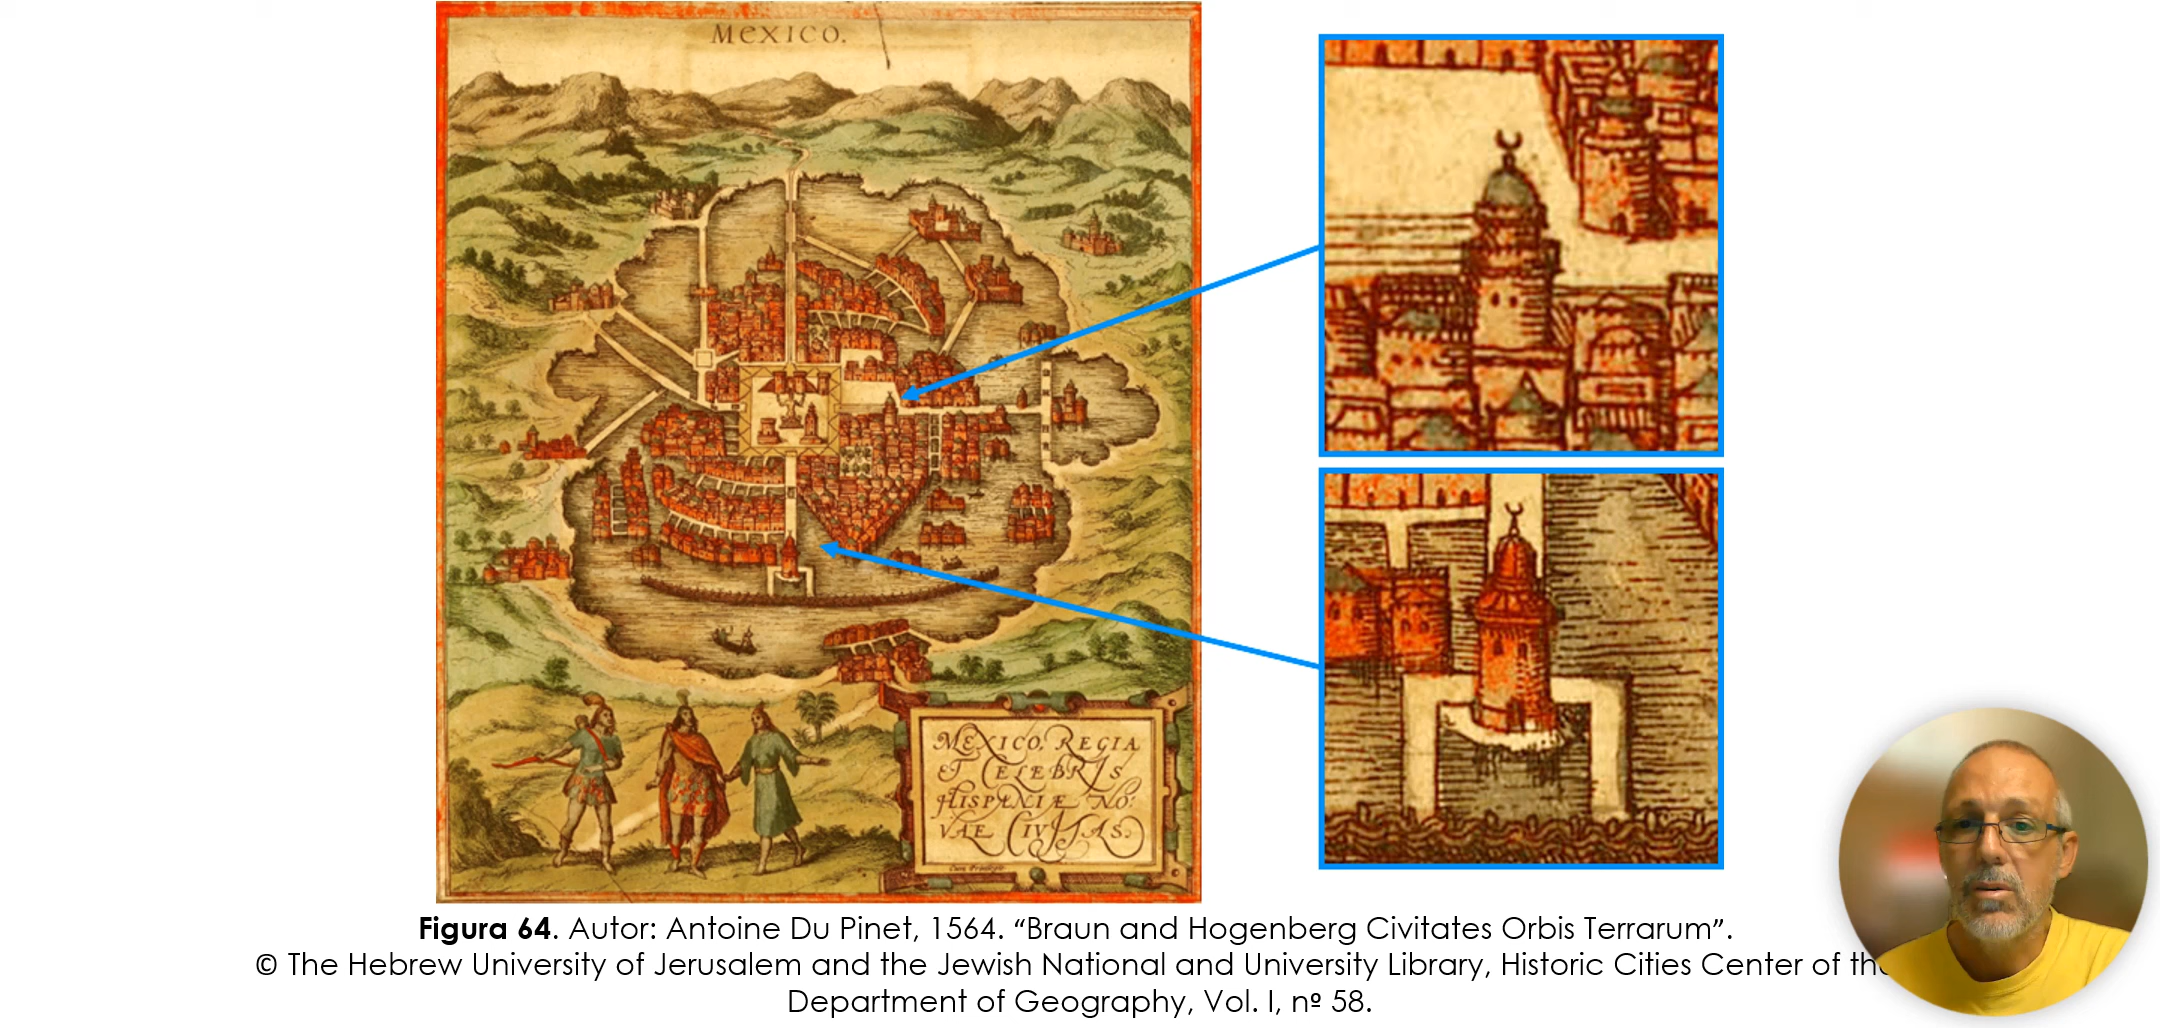 MEXICO.
MEXICO, REGIA
ET CELEBRIS
HISPANIÆ NO:
VAE CIVITAS.
Figura 64. Autor: Antoine Du Pinet, 1564. “Braun and Hogenberg Civitates Orbis Terrarum”.
© The Hebrew University of Jerusalem and the Jewish National and University Library, Historic Cities Center of the
Department of Geography, Vol. I, nº 58.